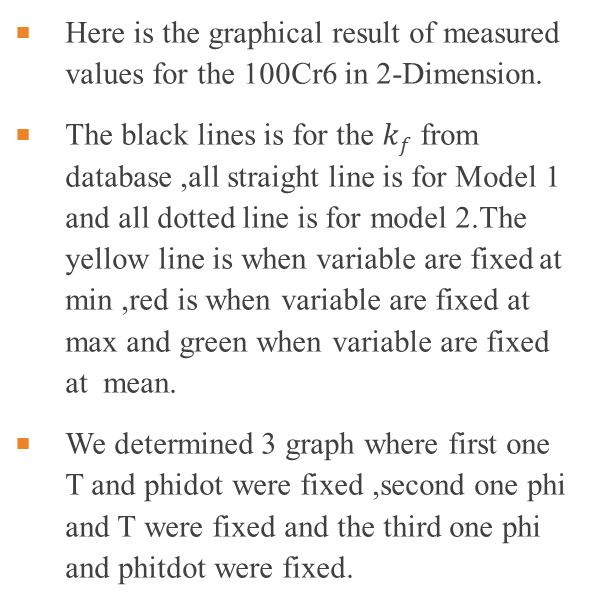 Here is the graphical result of measured
values for the 100Cr6 in 2-Dimension.
The black lines is for the k_f from
database ,all straight line is for Model 1
and all dotted line is for model 2.The
yellow line is when variable are fixed at
min ,red is when variable are fixed at
max and green when variable are fixed
at mean.
We determined 3 graph where first one
T and phidot were fixed ,second one phi
and T were fixed and the third one phi
and phitdot were fixed.